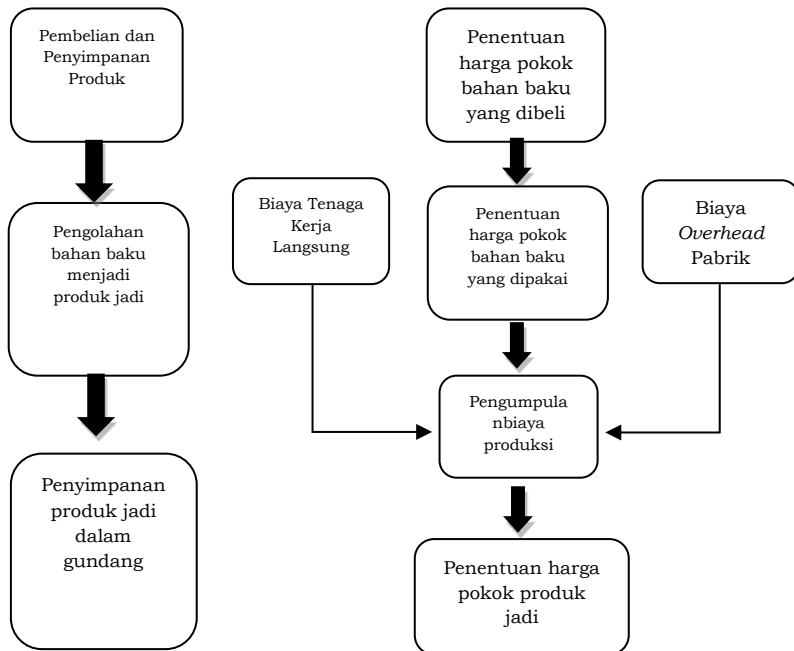 Pembelian dan
Penyimpanan
Produk
Pengolahan
bahan baku
menjadi
produk jadi
Penyimpanan
produk jadi
dalam
gundang
Penentuan
harga pokok
bahan baku
yang dibeli
Biaya Tenaga
Kerja
Langsung
Penentuan
harga pokok
bahan baku
yang dipakai
Biaya
Overhead
Pabrik
Pengumpula
nbiaya
produksi
Penentuan harga
pokok produk
jadi